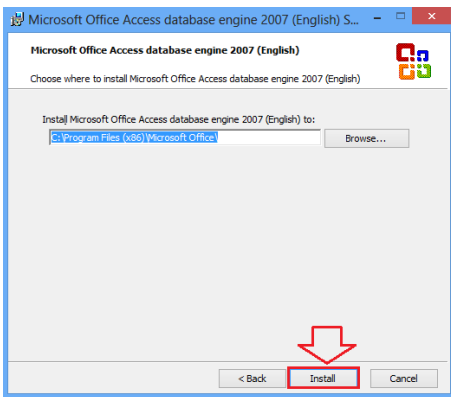 Microsoft Office Access database engine 2007 (English) S...
Microsoft Office Access database engine 2007 (English)
Choose where to install Microsoft Office Access database engine 2007 (English)
Install Microsoft Office Access database engine 2007 (English) to:
C:\Program Files (x86)\Microsoft Office\
Browse...
< Back
Install
Cancel